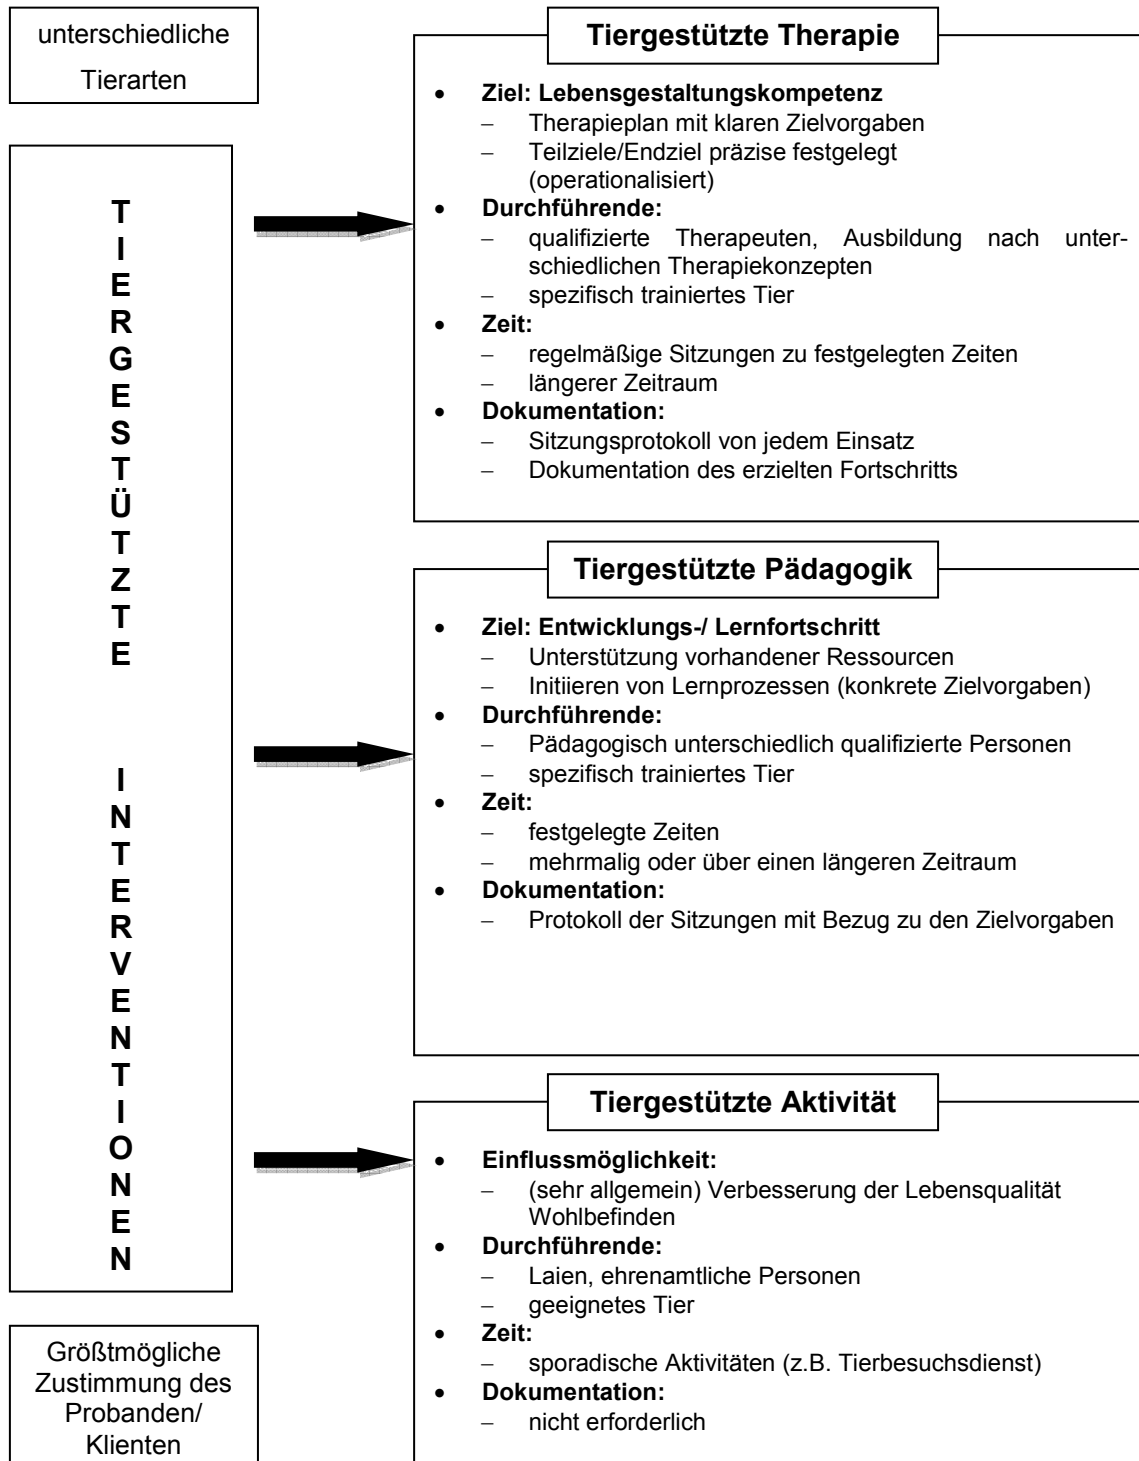 unterschiedliche
Tierarten
TIERGESTÜTZTE
INTERVENTIONEN
Größtmögliche
Zustimmung des
Probanden/
Klienten
Tiergestützte Therapie
• Ziel: Lebensgestaltungskompetenz
– Therapieplan mit klaren Zielvorgaben
– Teilziele/Endziel präzise festgelegt
(operationalisiert)
• Durchführende:
– qualifizierte Therapeuten, Ausbildung nach unter-
schiedlichen Therapiekonzepten
– spezifisch trainiertes Tier
• Zeit:
– regelmäßige Sitzungen zu festgelegten Zeiten
– längerer Zeitraum
• Dokumentation:
– Sitzungsprotokoll von jedem Einsatz
– Dokumentation des erzielten Fortschritts
Tiergestützte Pädagogik
• Ziel: Entwicklungs-/ Lernfortschritt
– Unterstützung vorhandener Ressourcen
– Initiieren von Lernprozessen (konkrete Zielvorgaben)
• Durchführende:
– Pädagogisch unterschiedlich qualifizierte Personen
– spezifisch trainiertes Tier
• Zeit:
– festgelegte Zeiten
– mehrmalig oder über einen längeren Zeitraum
• Dokumentation:
– Protokoll der Sitzungen mit Bezug zu den Zielvorgaben
Tiergestützte Aktivität
• Einflussmöglichkeit:
– (sehr allgemein) Verbesserung der Lebensqualität
Wohlbefinden
• Durchführende:
– Laien, ehrenamtliche Personen
– geeignetes Tier
• Zeit:
– sporadische Aktivitäten (z.B. Tierbesuchsdienst)
• Dokumentation:
– nicht erforderlich